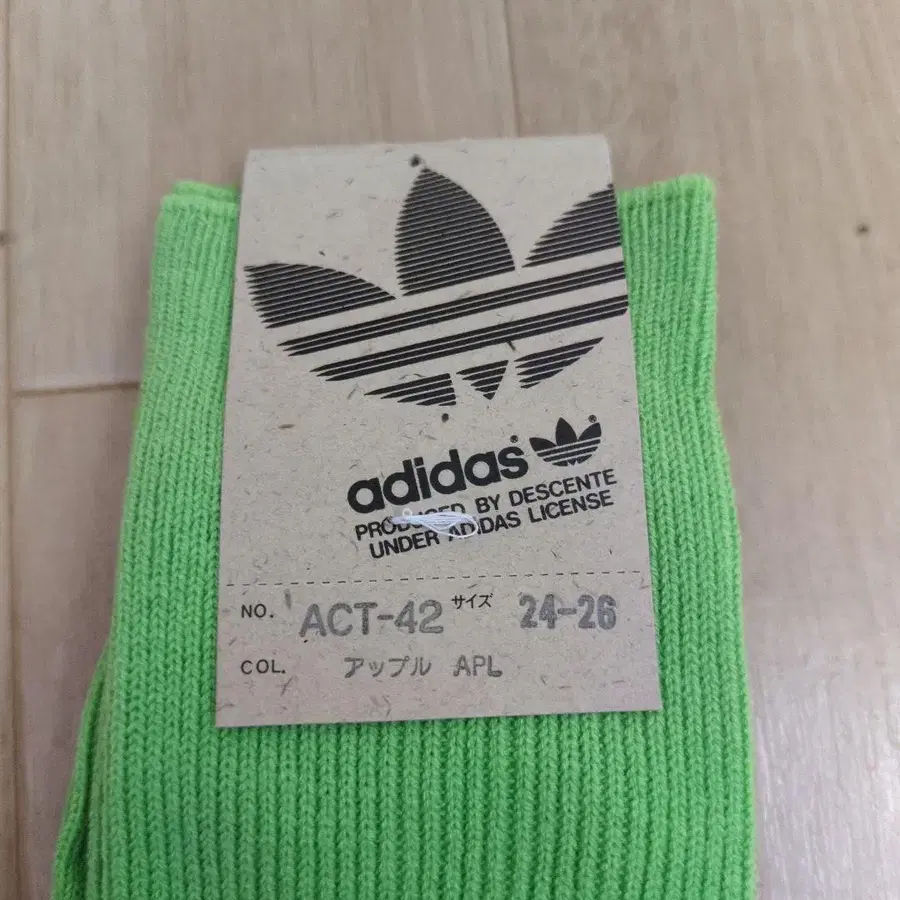 adidas®
PRODUCED BY DESCENTE
UNDER ADIDAS LICENSE
NO. ACT-42 サイズ 24-26
COL. アップル APL